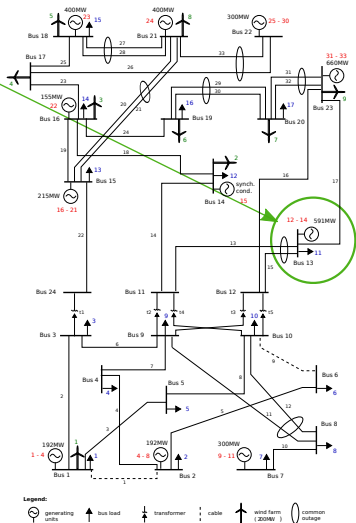 400MW 400MW 300MW
5 23 15 24 8 25 - 30
Bus 18 Bus 21 Bus 22
27
28
33
Bus 17
25
26
31 - 33
660MW
4
23
155MW
22
14 3
Bus 16
20 21
29
30
31
32
9
Bus 23
16
17
Bus 19
Bus 20
24
6
7
19
18
2
13
Bus 15
12
synch.
cond.
Bus 14 15
215MW
16 - 21
16
17
12 - 14 591MW
22
14
13
11
Bus 13
15
Bus 24 Bus 11 Bus 12
t1
t2 t4
t3 t5
3
9
10
Bus 3 Bus 9 Bus 10
6
7
9
Bus 4
4
8
Bus 6
6
2
Bus 5
5
4
5
11
12
3
Bus 8
8
192MW
1 - 4
1
1
192MW
4 - 8
2
300MW
9 - 11
7
10
Bus 1 Bus 2 Bus 7
1
Legend:
generating
units
bus load
transformer
cable
wind farm
(200MW)
common
outage